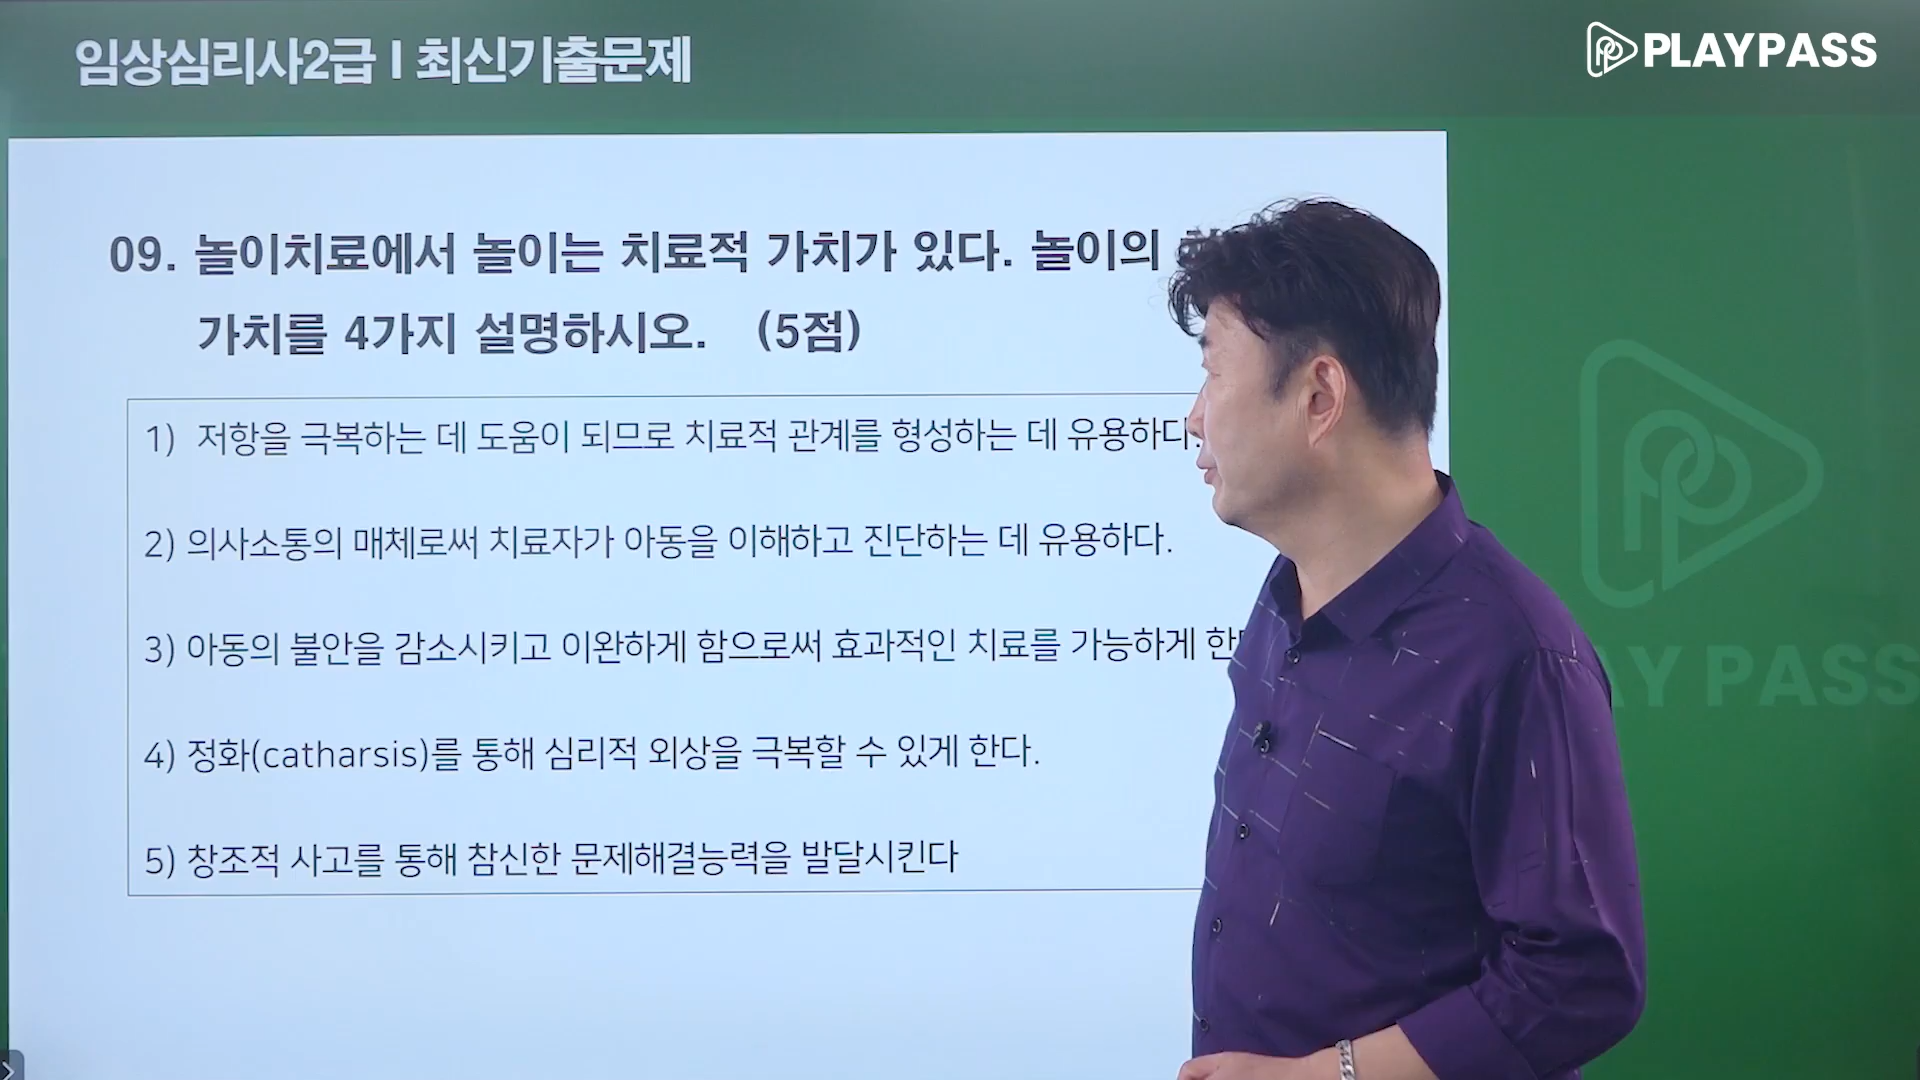 임상심리사2급 I 최신기출문제
PLAYPASS
09. 놀이치료에서 놀이는 치료적 가치가 있다. 놀이의
가치를 4가지 설명하시오. (5점)
1) 저항을 극복하는 데 도움이 되므로 치료적 관계를 형성하는 데 유용하다.
2) 의사소통의 매체로써 치료자가 아동을 이해하고 진단하는 데 유용하다.
3) 아동의 불안을 감소시키고 이완하게 함으로써 효과적인 치료를 가능하게
4) 정화(catharsis)를 통해 심리적 외상을 극복할 수 있게 한다.
5) 창조적 사고를 통해 참신한 문제해결능력을 발달시킨다
PASS